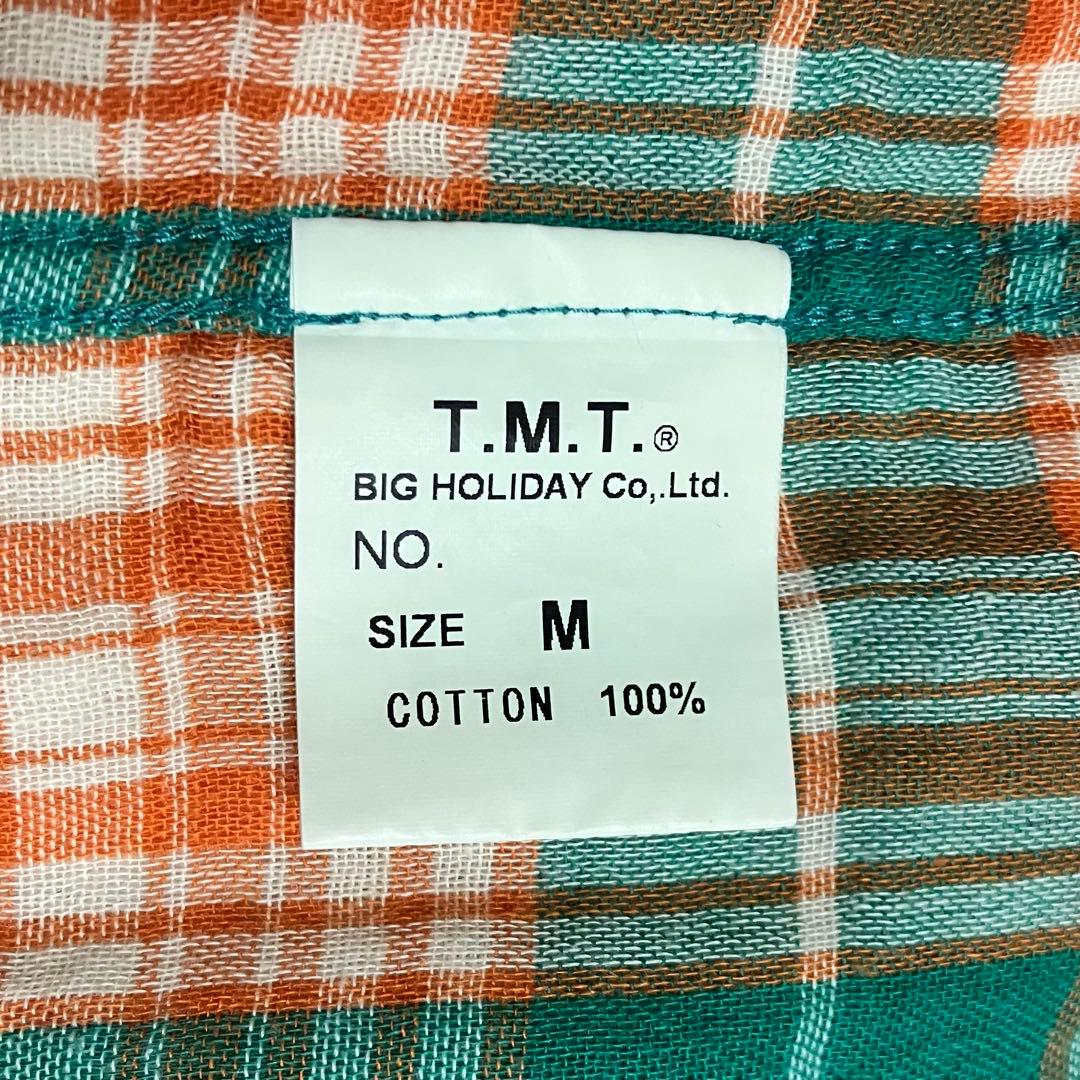 T.M.T.®
BIG HOLIDAY Co,.Ltd.
NO.
SIZE M
COTTON 100%